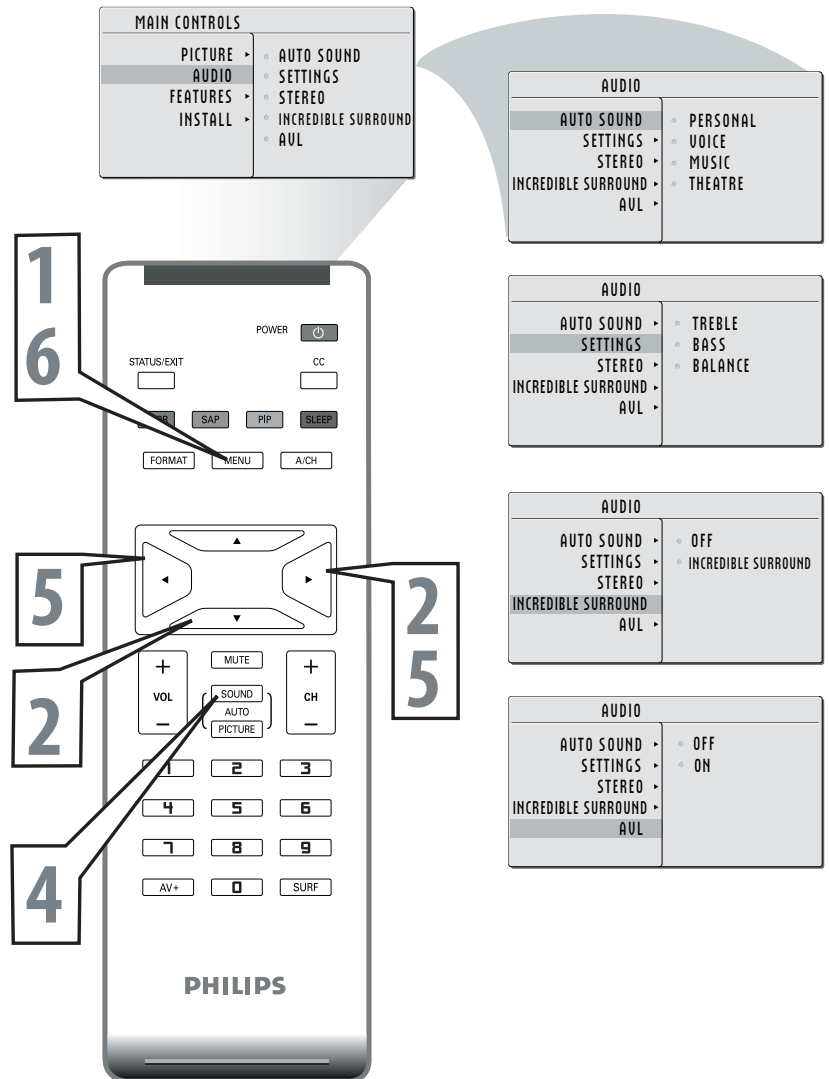 MAIN CONTROLS
PICTURE
AUDIO
FEATURES
INSTALL
AUTO SOUND
SETTINGS
STEREO
INCREDIBLE SURROUND
AVL
AUDIO
AUTO SOUND
SETTINGS
STEREO
INCREDIBLE SURROUND
AVL
PERSONAL
VOICE
MUSIC
THEATRE
AUDIO
AUTO SOUND
SETTINGS
STEREO
INCREDIBLE SURROUND
AVL
TREBLE
BASS
BALANCE
AUDIO
AUTO SOUND
SETTINGS
STEREO
INCREDIBLE SURROUND
AVL
OFF
INCREDIBLE SURROUND
AUDIO
AUTO SOUND
SETTINGS
STEREO
INCREDIBLE SURROUND
AVL
OFF
ON
1
6
5
2
4
2
5
POWER
STATUS/EXIT
CC
SAP
PIP
SLEEP
FORMAT
MENU
A/CH
+
VOL
–
MUTE
SOUND
AUTO
PICTURE
+
CH
–
1 2 3
4 5 6
7 8 9
AV+ 0 SURF
PHILIPS